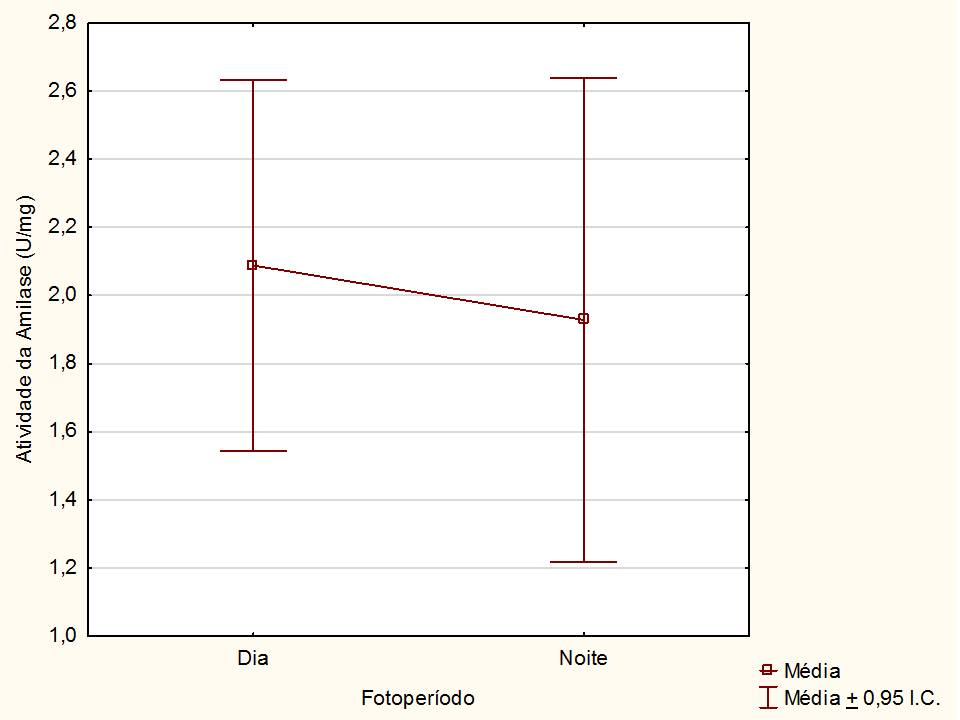 2,8
2,6
2,4
2,2
2,0
1,8
1,6
1,4
1,2
1,0
Atividade da Amilase (U/mg)
Dia Noite
Fotoperíodo
Média
Média ± 0,95 I.C.